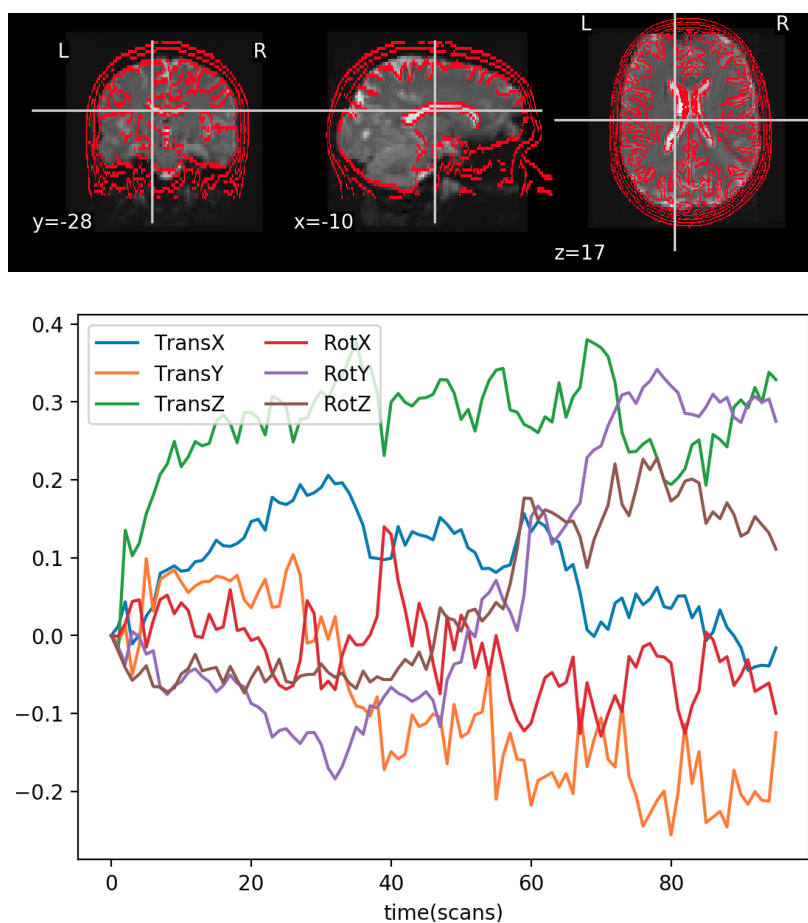 L R
L R
y=-28
x=-10
z=17
0.4
0.3
0.2
0.1
0.0
−0.1
−0.2
TransX RotX
TransY RotY
TransZ RotZ
0 20 40 60 80
time(scans)